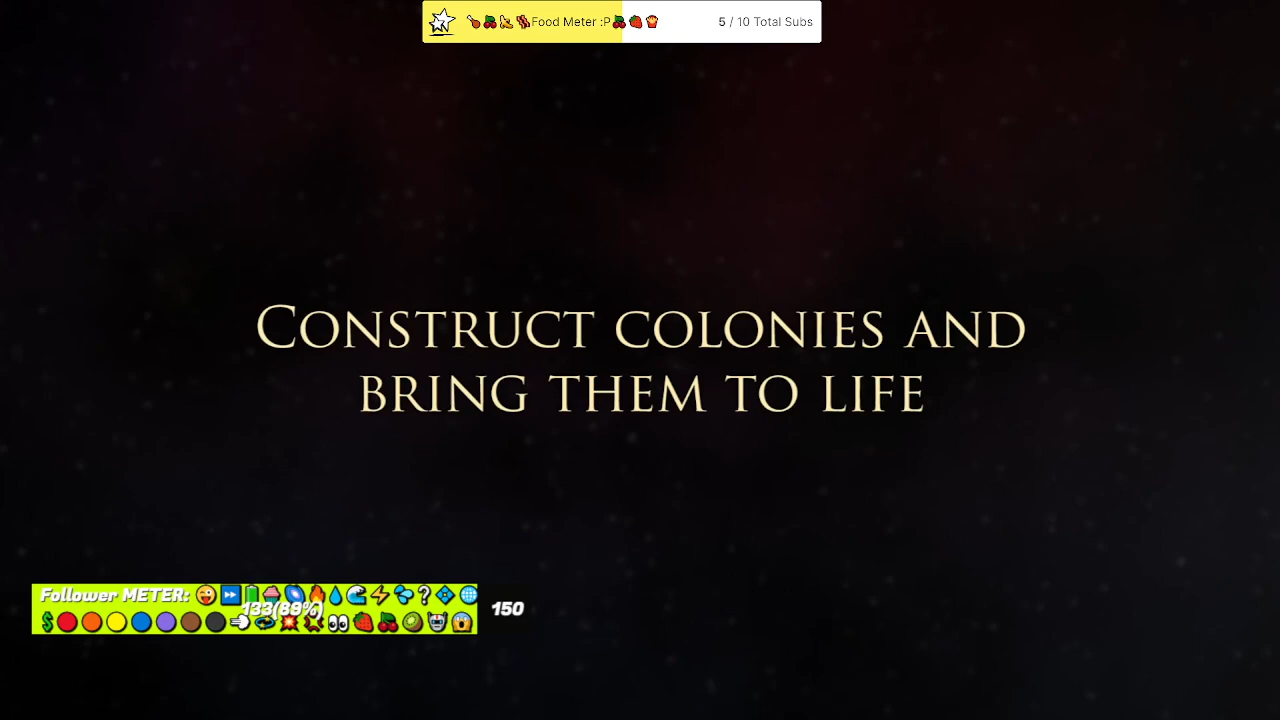 🍗🍒🌶🥓Food Meter :P🍒🍓🍟 5 / 10 Total Subs
CONSTRUCT COLONIES AND
BRING THEM TO LIFE
Follower METER:
133(89%) 150